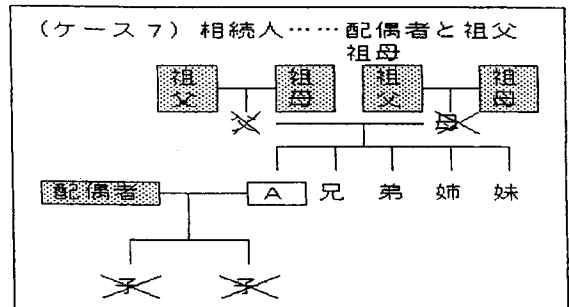 (ケース7) 相続人……配偶者と祖父
祖母
祖父 祖母 祖父 祖母
父 母
配偶者 A 兄 弟 姉 妹
子 子